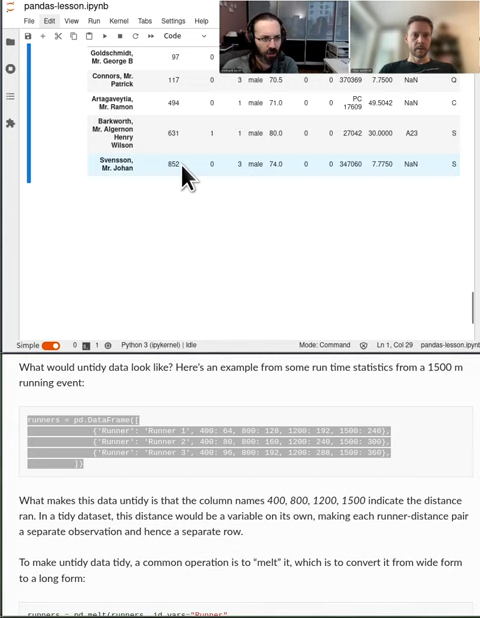 pandas-lesson.ipynb
File Edit View Run Kernel Tabs Settings Help
Code
Goldschmidt,
Mr. George B
97 0
Connors, Mr.
Patrick
117 0 3 male 70.5 0 0 370369 7.7500 NaN Q
Artagaveytia,
Mr. Ramon
494 0 1 male 71.0 0 0 PC
17609 49.5042 NaN C
Barkworth,
Mr. Algernon
Henry
Wilson
631 1 1 male 80.0 0 0 27042 30.0000 A23 S
Svensson,
Mr. Johan
852 0 3 male 74.0 0 0 347060 7.7750 NaN S
Simple 0 1 Python 3 (ipykernel) | Idle Mode: Command Ln 1, Col 29 pandas-lesson.ipynb
What would untidy data look like? Here's an example from some run time statistics from a 1500 m
running event:
runners = pd.DataFrame([
{'Runner': 'Runner 1', 400: 64, 800: 128, 1200: 192, 1500: 240},
{'Runner': 'Runner 2', 400: 80, 800: 160, 1200: 240, 1500: 300},
{'Runner': 'Runner 3', 400: 96, 800: 192, 1200: 288, 1500: 360},
])
What makes this data untidy is that the column names 400, 800, 1200, 1500 indicate the distance
ran. In a tidy dataset, this distance would be a variable on its own, making each runner-distance pair
a separate observation and hence a separate row.
To make untidy data tidy, a common operation is to “melt” it, which is to convert it from wide form
to a long form:
runners = pd.melt(runners, id_vars="Runner",